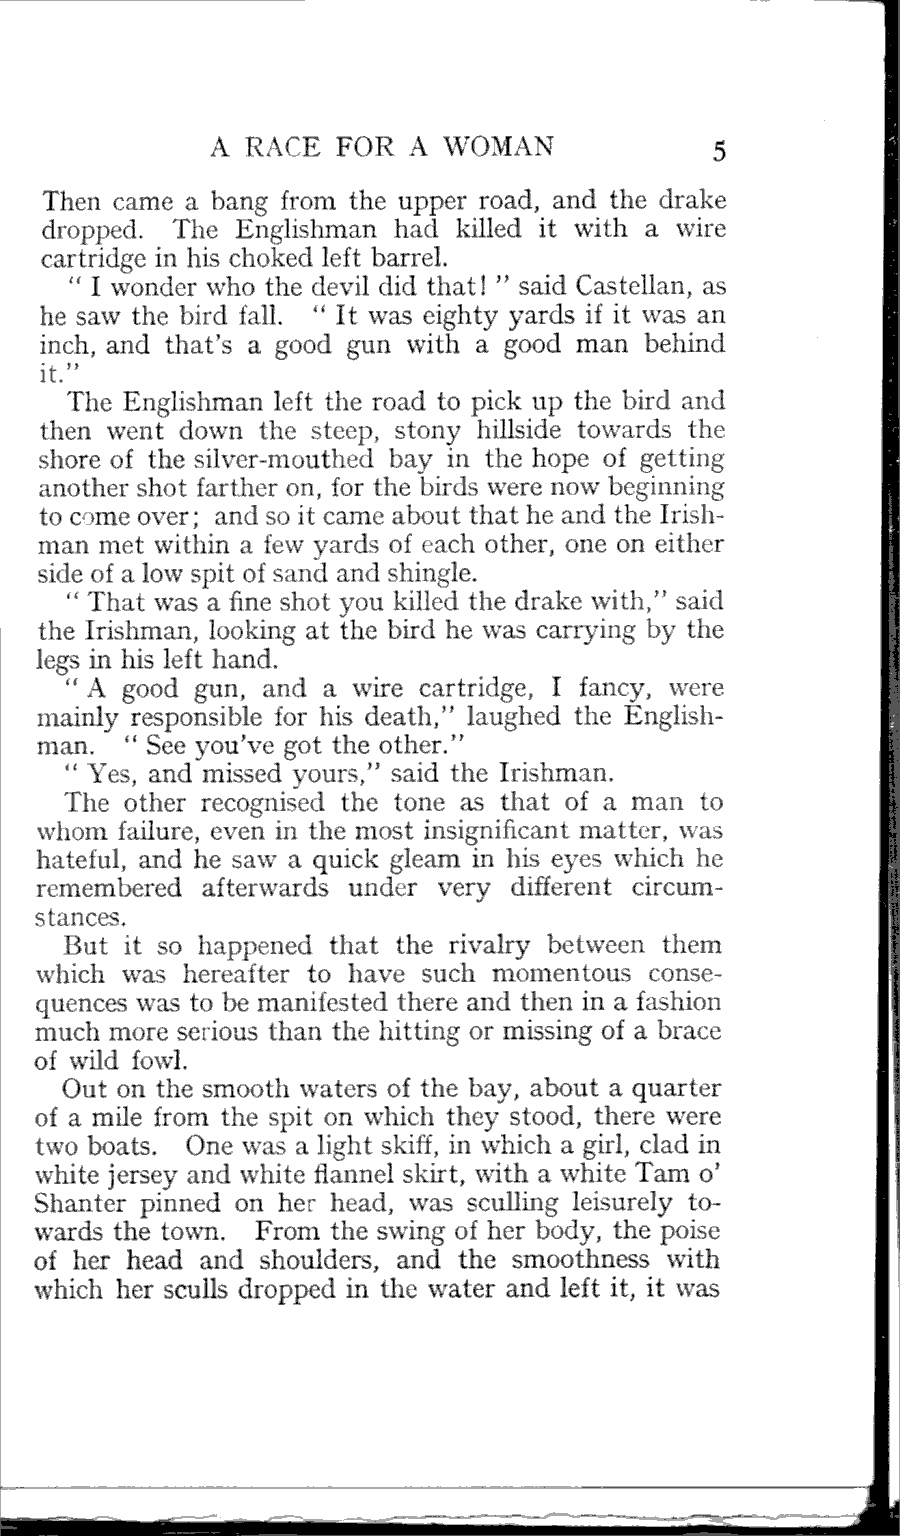 A RACE FOR A WOMAN 5
Then came a bang from the upper road, and the drake
dropped. The Englishman had killed it with a wire
cartridge in his choked left barrel.
" I wonder who the devil did that! " said Castellan, as
he saw the bird fall. " It was eighty yards if it was an
inch, and that's a good gun with a good man behind
it."
The Englishman left the road to pick up the bird and
then went down the steep, stony hillside towards the
shore of the silver-mouthed bay in the hope of getting
another shot farther on, for the birds were now beginning
to come over; and so it came about that he and the Irish-
man met within a few yards of each other, one on either
side of a low spit of sand and shingle.
" That was a fine shot you killed the drake with," said
the Irishman, looking at the bird he was carrying by the
legs in his left hand.
" A good gun, and a wire cartridge, I fancy, were
mainly responsible for his death," laughed the English-
man. " See you've got the other."
" Yes, and missed yours," said the Irishman.
The other recognised the tone as that of a man to
whom failure, even in the most insignificant matter, was
hateful, and he saw a quick gleam in his eyes which he
remembered afterwards under very different circum-
stances.
But it so happened that the rivalry between them
which was hereafter to have such momentous conse-
quences was to be manifested there and then in a fashion
much more serious than the hitting or missing of a brace
of wild fowl.
Out on the smooth waters of the bay, about a quarter
of a mile from the spit on which they stood, there were
two boats. One was a light skiff, in which a girl, clad in
white jersey and white flannel skirt, with a white Tam o'
Shanter pinned on her head, was sculling leisurely to-
wards the town. From the swing of her body, the poise
of her head and shoulders, and the smoothness with
which her sculls dropped in the water and left it, it was